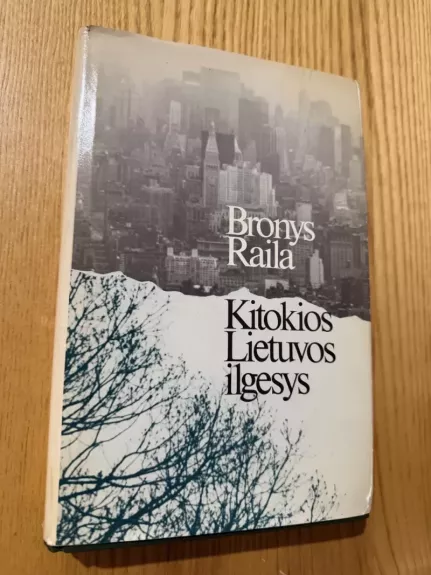 Bronys
Raila
Kitokios
Lietuvos
ilgesys